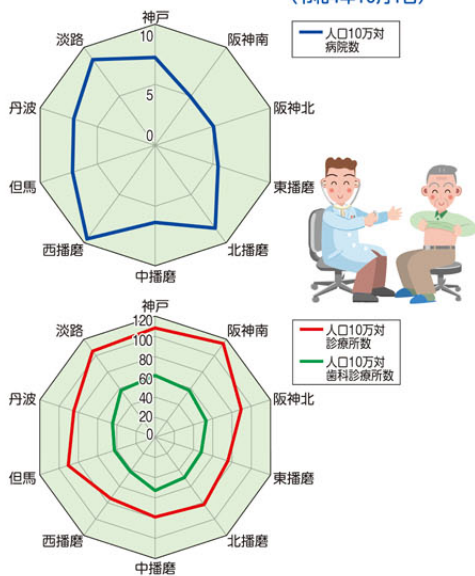 神戸
阪神南
阪神北
東播磨
北播磨
中播磨
西播磨
但馬
丹波
淡路
10
5
0
人口10万対
病院数
神戸
阪神南
阪神北
東播磨
北播磨
中播磨
西播磨
但馬
丹波
淡路
120
100
80
60
40
20
0
人口10万対
診療所数
人口10万対
歯科診療所数